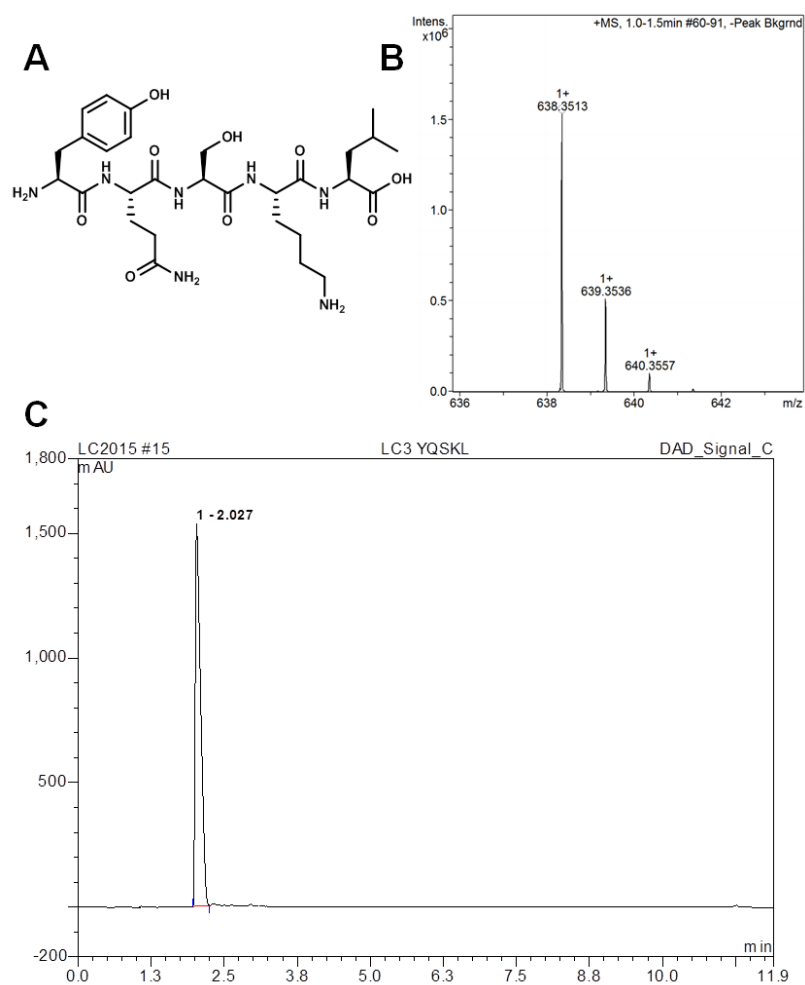 A
OH
O
OH
O
H2N
H
N
O
N
H
O
H
N
O
N
H
O
OH
O
NH2
NH2
B
Intens.
x10⁶
+MS, 1.0-1.5min #60-91, -Peak Bkgrnd
1.5
1.0
0.5
0.0
1+
638.3513
1+
639.3536
1+
640.3557
636
638
640
642
m/z
C
LC2015 #15
LC3 YQSKL
DAD_Signal_C
1,800
mAU
1 - 2.027
1,500
1,000
500
-200
min
0.0
1.3
2.5
3.8
5.0
6.3
7.5
8.8
10.0
11.9